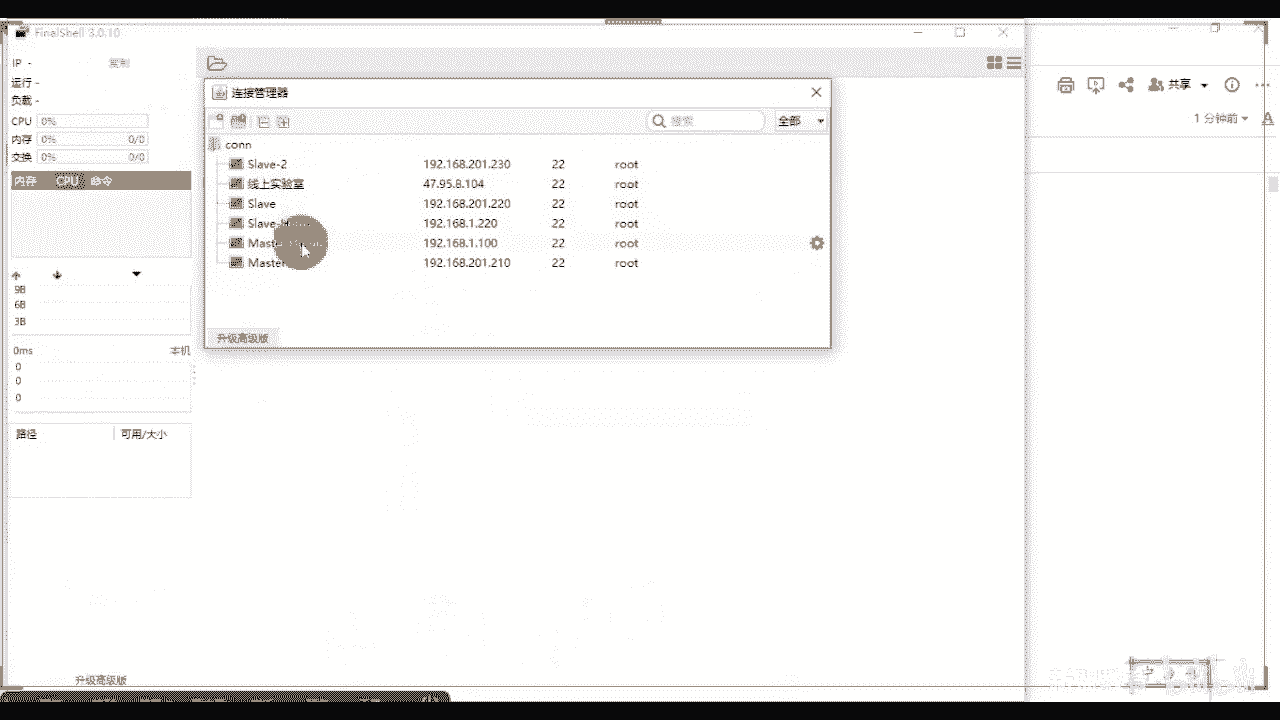 FinalShell 3.0.10
IP -
复制
运行 -
负载 -
CPU 0%
内存 0% 0/0
交换 0% 0/0
内存 CPU 命令
9B
6B
3B
0ms 本机
0
0
0
路径 可用/大小
升级高级版
连接管理器
搜索 全部
conn
Slave-2 192.168.201.230 22 root
线上实验室 47.95.8.104 22 root
Slave 192.168.201.220 22 root
Slave 192.168.1.220 22 root
Master 192.168.1.100 22 root
Master 192.168.201.210 22 root
升级高级版
共享
1 分钟前